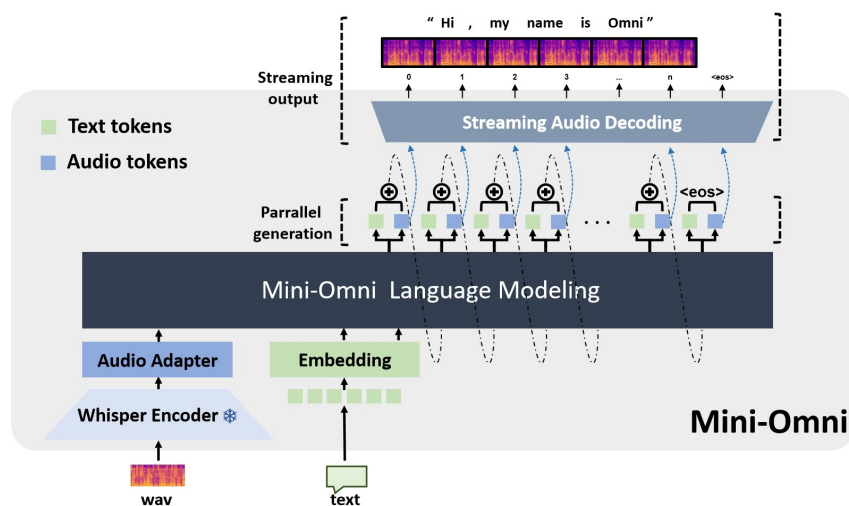 “ Hi , my name is Omni ”
0 1 2 3 ... n <eos>
Streaming output
Streaming Audio Decoding
Text tokens
Audio tokens
<eos>
Parrallel generation
. . .
Mini-Omni Language Modeling
Audio Adapter
Embedding
Whisper Encoder
Mini-Omni
wav
text